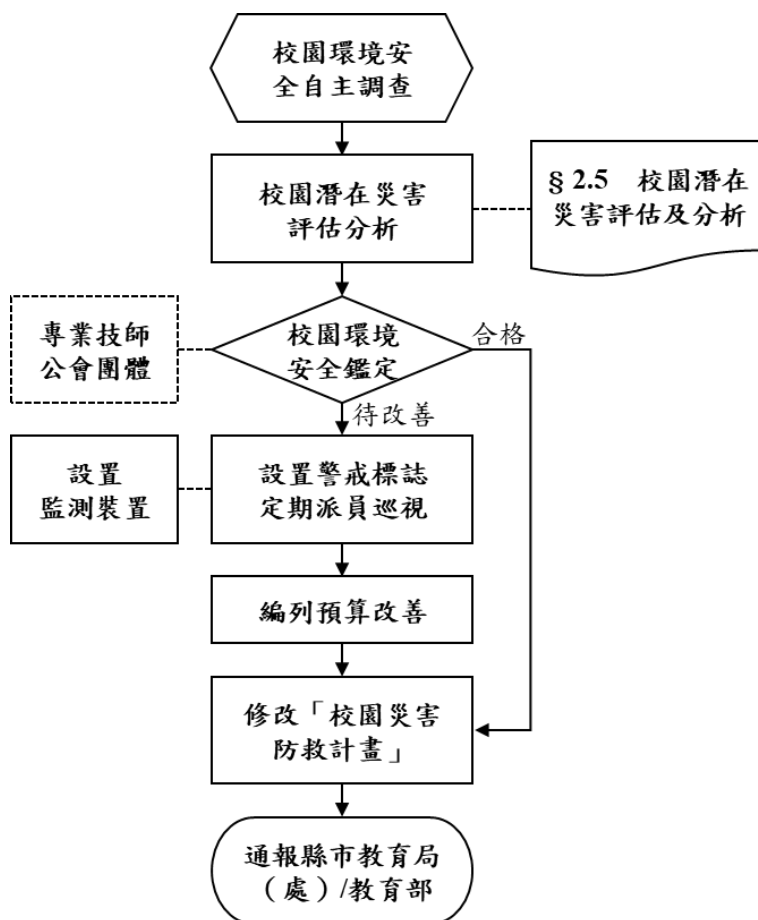 校園環境安
全自主調查
校園潛在災害
評估分析
§ 2.5 校園潛在
災害評估及分析
專業技師
公會團體
校園環境
安全鑑定
合格
待改善
設置
監測裝置
設置警戒標誌
定期派員巡視
編列預算改善
修改「校園災害
防救計畫」
通報縣市教育局
（處）/教育部